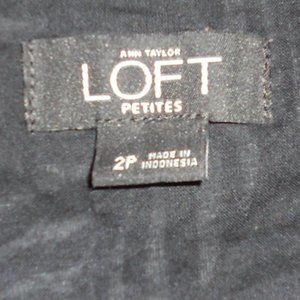 ANN TAYLOR
LOFT
PETITES
2P MADE IN
INDONESIA